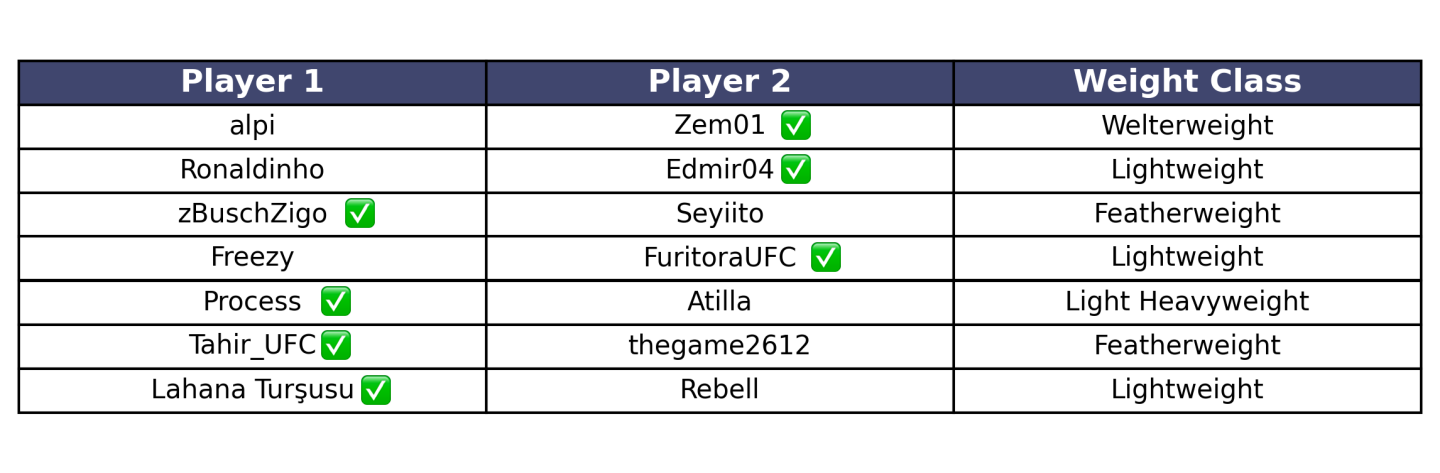 Player 1 Player 2 Weight Class
alpi Zem01 ✅ Welterweight
Ronaldinho Edmir04 ✅ Lightweight
zBuschZigo ✅ Seyiito Featherweight
Freezy FuritoraUFC ✅ Lightweight
Process ✅ Atilla Light Heavyweight
Tahir_UFC ✅ thegame2612 Featherweight
Lahana Turşusu ✅ Rebell Lightweight